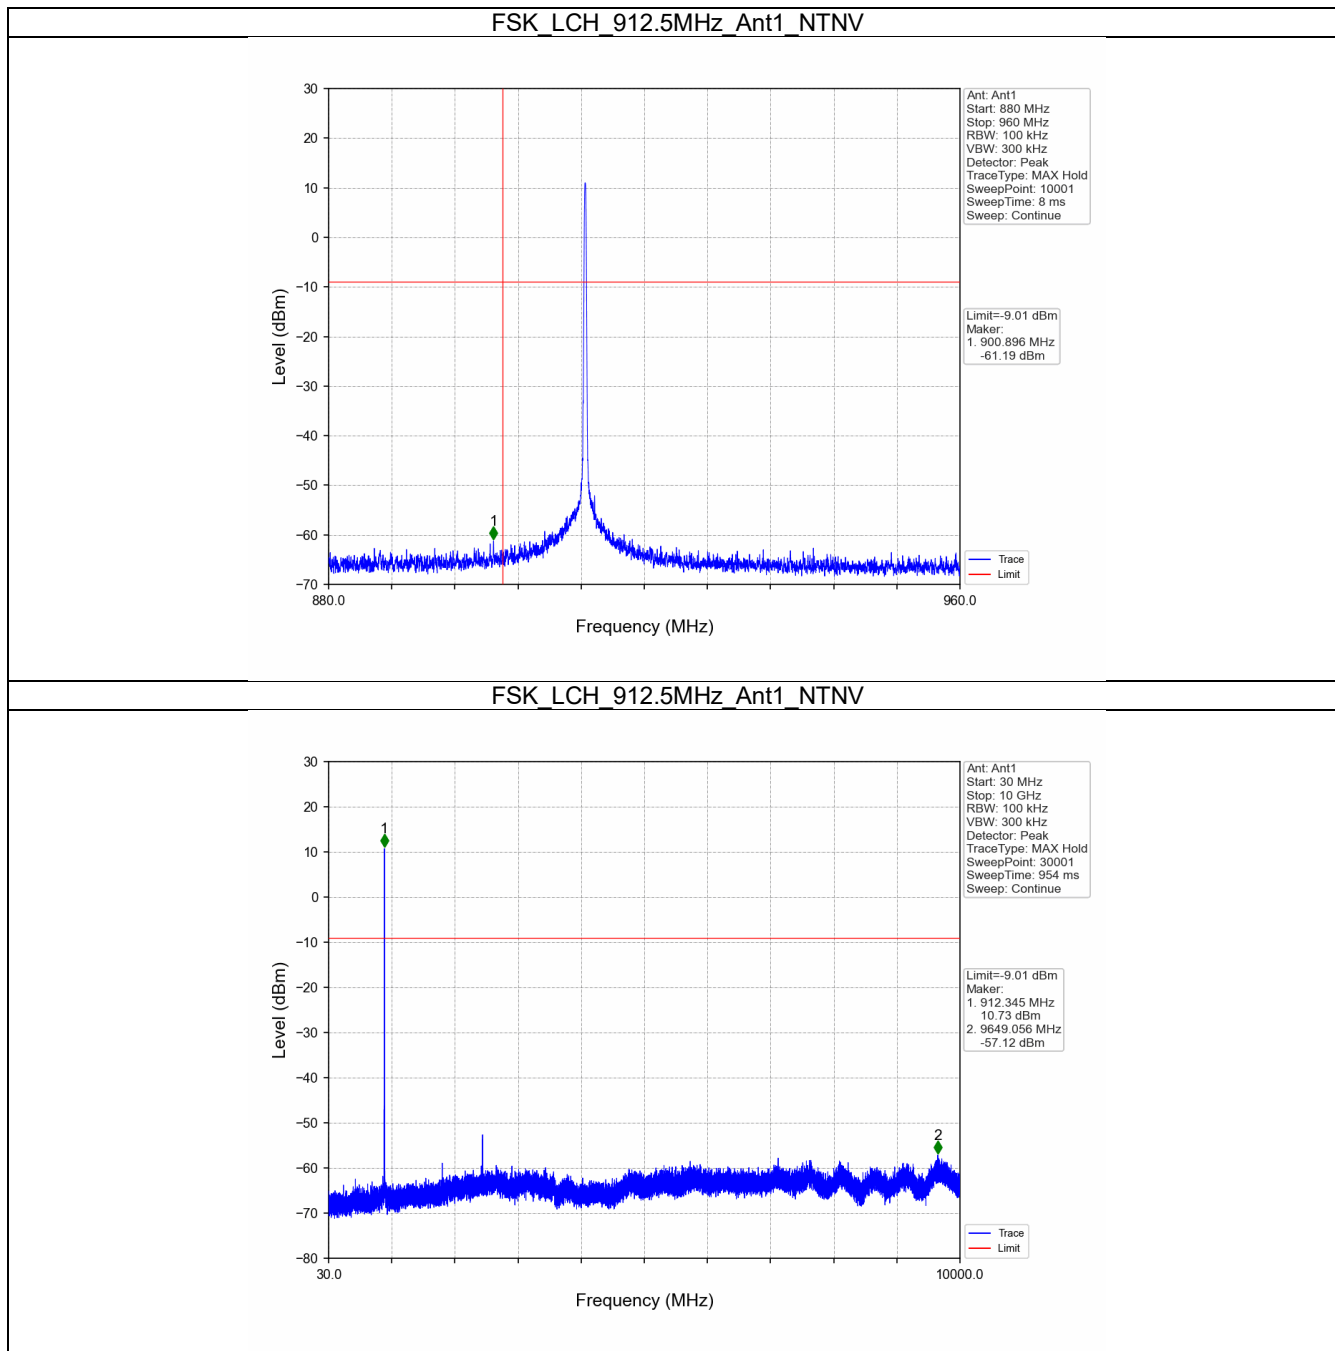 FSK_LCH_912.5MHz_Ant1_NTNV
30
20
10
0
−10
−20
−30
−40
−50
−60
−70
Level (dBm)
1
880.0
960.0
Frequency (MHz)
Ant: Ant1
Start: 880 MHz
Stop: 960 MHz
RBW: 100 kHz
VBW: 300 kHz
Detector: Peak
TraceType: MAX Hold
SweepPoint: 10001
SweepTime: 8 ms
Sweep: Continue
Limit=-9.01 dBm
Maker:
1. 900.896 MHz
-61.19 dBm
Trace
Limit
FSK_LCH_912.5MHz_Ant1_NTNV
30
20
10
0
−10
−20
−30
−40
−50
−60
−70
−80
Level (dBm)
1
2
30.0
10000.0
Frequency (MHz)
Ant: Ant1
Start: 30 MHz
Stop: 10 GHz
RBW: 100 kHz
VBW: 300 kHz
Detector: Peak
TraceType: MAX Hold
SweepPoint: 30001
SweepTime: 954 ms
Sweep: Continue
Limit=-9.01 dBm
Maker:
1. 912.345 MHz
10.73 dBm
2. 9649.056 MHz
-57.12 dBm
Trace
Limit